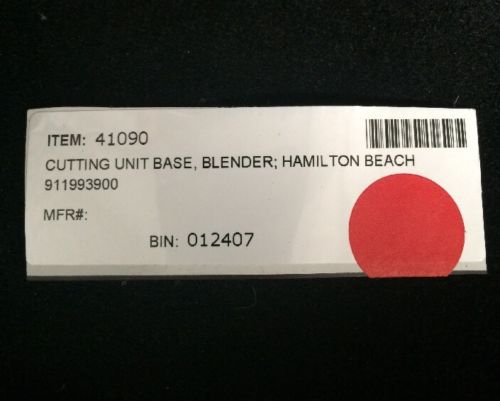 ITEM: 41090
CUTTING UNIT BASE, BLENDER; HAMILTON BEACH
911993900
MFR#:
BIN: 012407